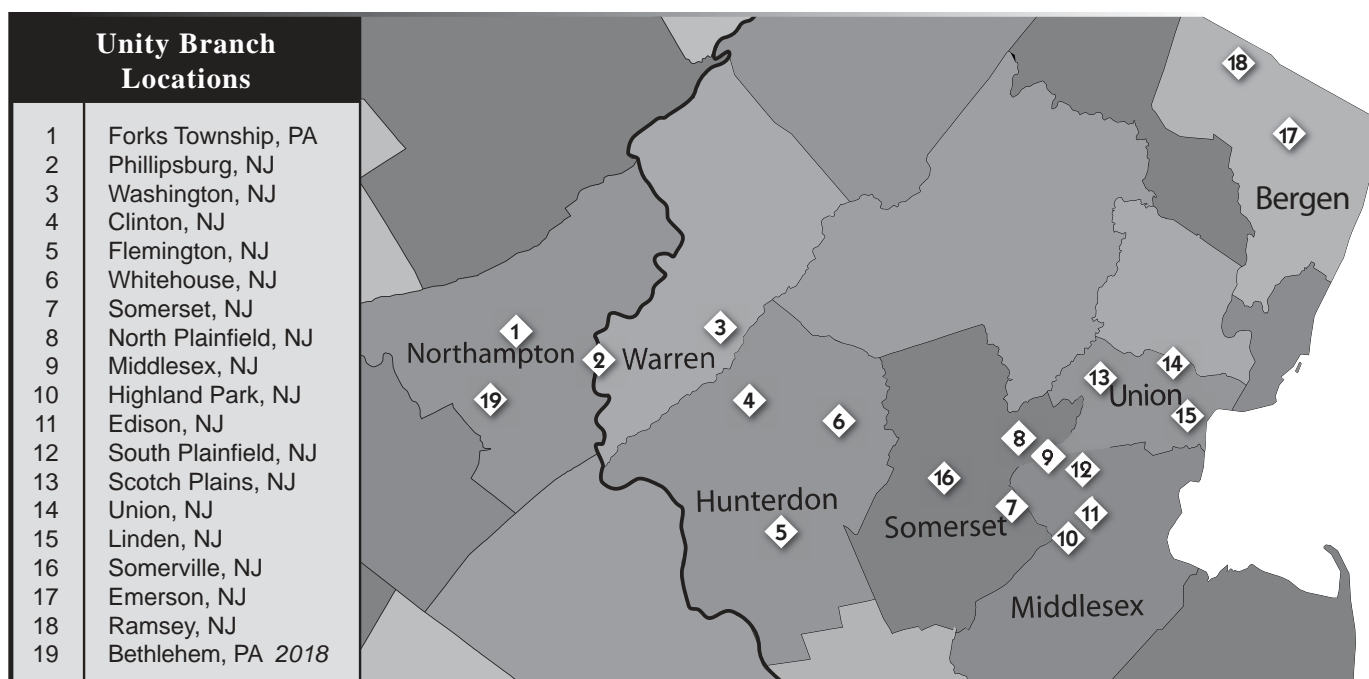 Unity Branch
Locations
1 Forks Township, PA
2 Phillipsburg, NJ
3 Washington, NJ
4 Clinton, NJ
5 Flemington, NJ
6 Whitehouse, NJ
7 Somerset, NJ
8 North Plainfield, NJ
9 Middlesex, NJ
10 Highland Park, NJ
11 Edison, NJ
12 South Plainfield, NJ
13 Scotch Plains, NJ
14 Union, NJ
15 Linden, NJ
16 Somerville, NJ
17 Emerson, NJ
18 Ramsey, NJ
19 Bethlehem, PA 2018
18
17
Bergen
1
3
Northampton
2
Warren
14
13
Union
19
4
6
15
8
9
12
16
Hunterdon
7
11
Somerset
5
10
Middlesex